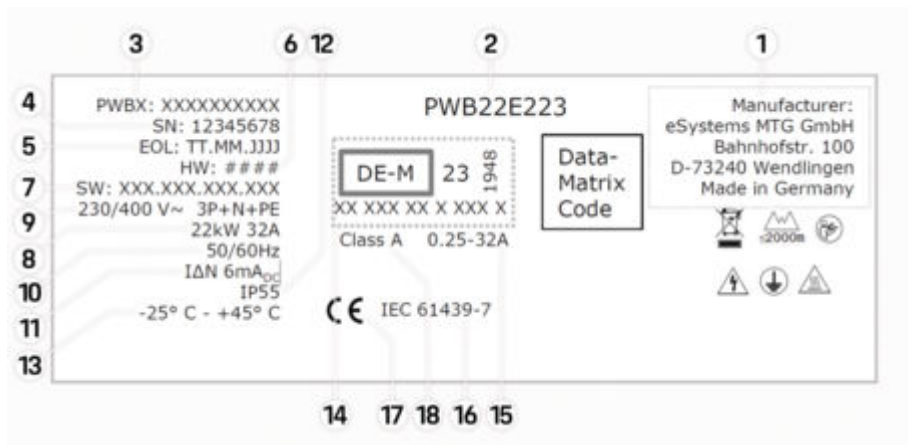 3 6 12 2 1
4 PWBX: XXXXXXXXXX
SN: 12345678
5 EOL: TT.MM.JJJJ
HW: ####
7 SW: XXX.XXX.XXX.XXX
230/400 V~ 3P+N+PE
9 22kW 32A
8 50/60Hz
10 IΔN 6mADC
IP55
11 -25° C - +45° C
13
PWB22E223
DE-M 23 1948
XX XXX XX X XXX X
Class A 0.25-32A
CE IEC 61439-7
Data-
Matrix
Code
Manufacturer:
eSystems MTG GmbH
Bahnhofstr. 100
D-73240 Wendlingen
Made in Germany
≤2000m
14 17 18 16 15